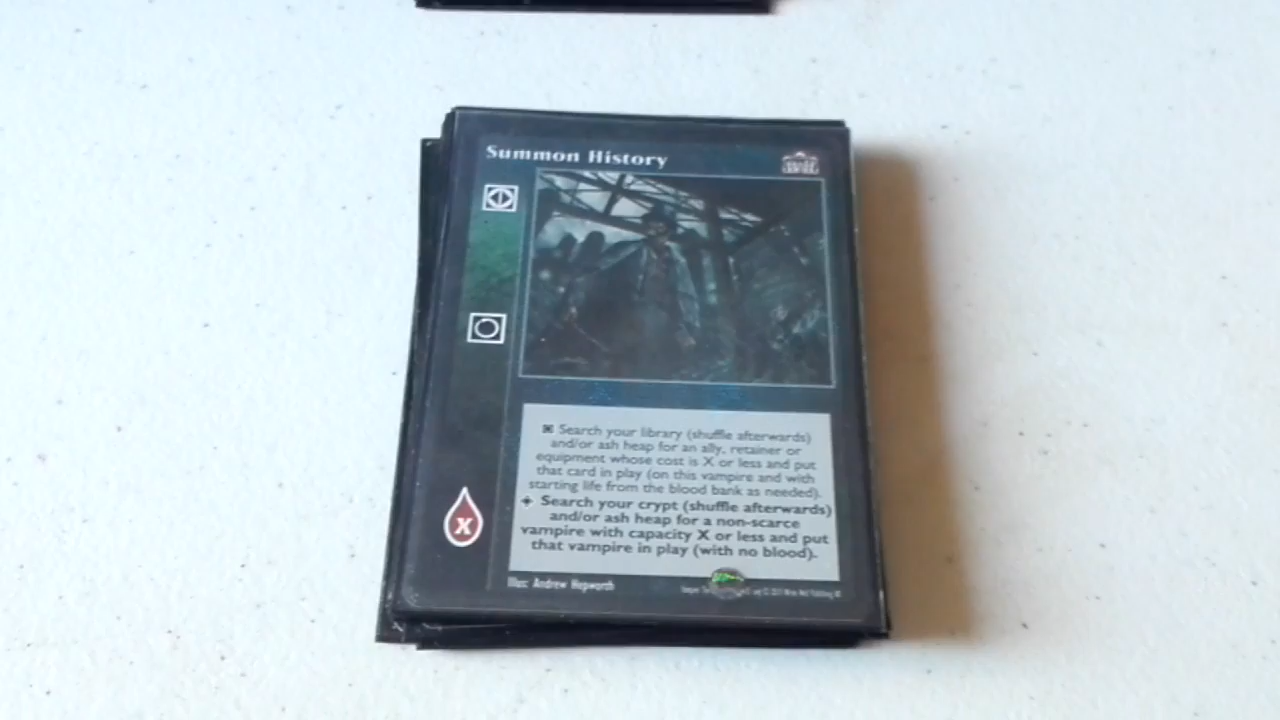 Summon History
Search your library (shuffle afterwards)
and/or ash heap for an ally, retainer or
equipment whose cost is X or less and put
that card in play (on this vampire and with
starting life from the blood bank as needed).
Search your crypt (shuffle afterwards)
and/or ash heap for a non-scarce
vampire with capacity X or less and put
that vampire in play (with no blood).
X
Illus: Andrew Hepworth